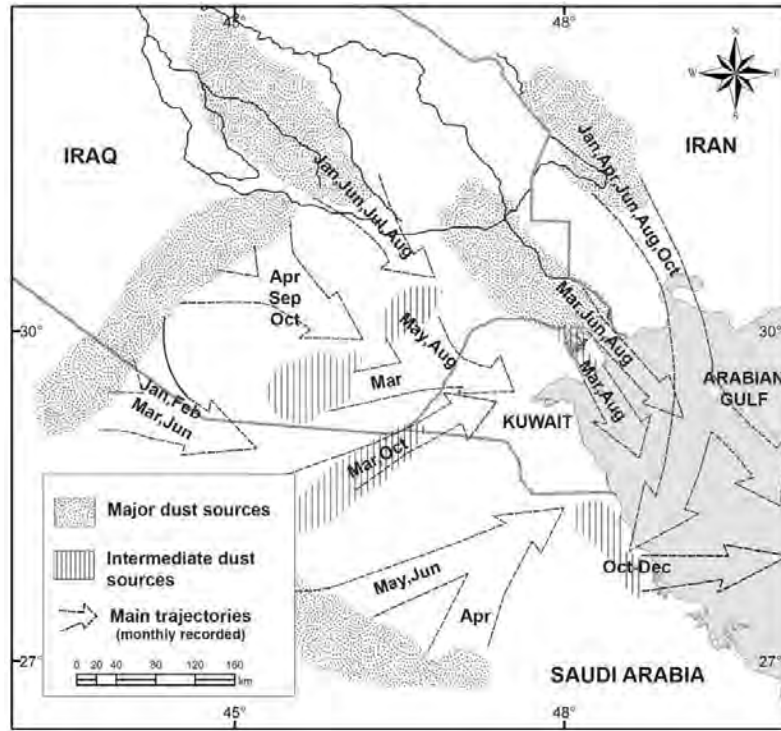 45°
48°
N
W
E
S
IRAQ
IRAN
Jan,Apr,Jun,Aug,Oct
Jan,Jun,Jul,Aug
Apr
Sep
Oct
Mar,Jun,Aug
30°
30°
May,Aug
Mar
Mar,Aug
ARABIAN
GULF
Jan,Feb
Mar,Jun
KUWAIT
Mar,Oct
Major dust sources
Intermediate dust
sources
Main trajectories
(monthly recorded)
0 20 40 80 120 160
km
May,Jun
Apr
Oct-Dec
27°
27°
SAUDI ARABIA
45°
48°